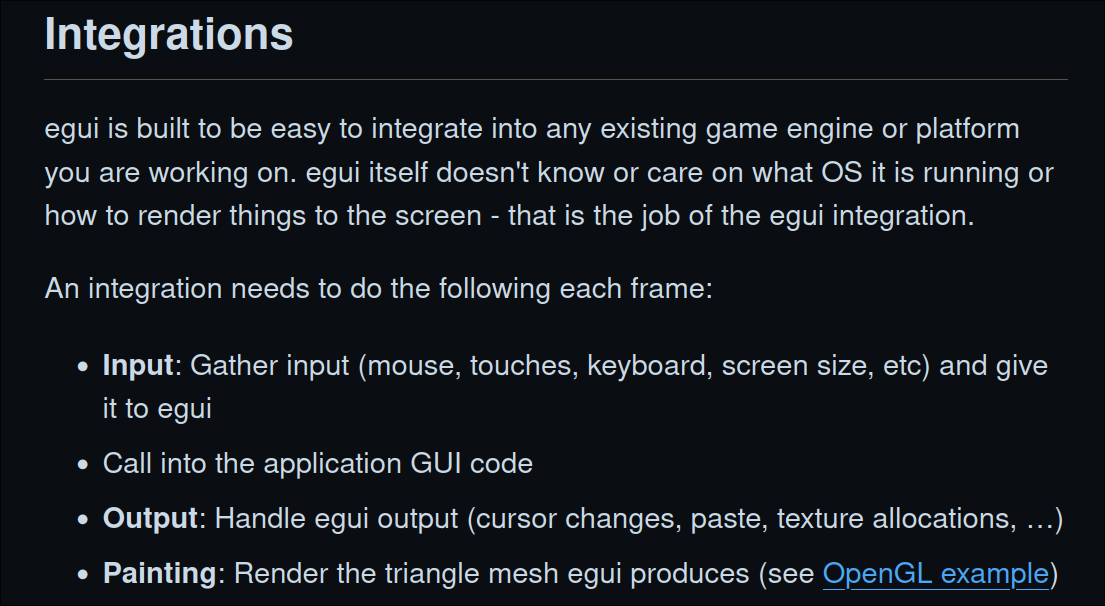 Integrations
egui is built to be easy to integrate into any existing game engine or platform
you are working on. egui itself doesn't know or care on what OS it is running or
how to render things to the screen - that is the job of the egui integration.
An integration needs to do the following each frame:
• Input: Gather input (mouse, touches, keyboard, screen size, etc) and give
it to egui
• Call into the application GUI code
• Output: Handle egui output (cursor changes, paste, texture allocations, …)
• Painting: Render the triangle mesh egui produces (see OpenGL example)